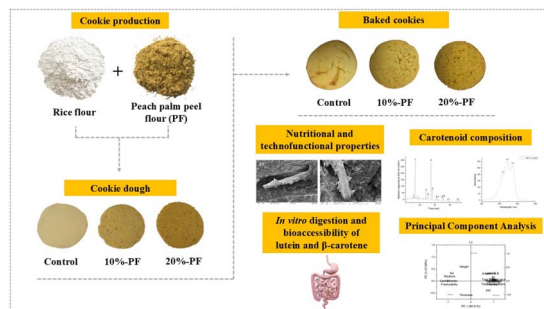 Cookie production
Rice flour
+
Peach palm peel
flour (PF)
Cookie dough
Control
10%-PF
20%-PF
Baked cookies
Control
10%-PF
20%-PF
Nutritional and
technofunctional properties
Carotenoid composition
In vitro digestion and
bioaccessibility of
lutein and β-carotene
Principal Component Analysis
Weight
Thickness